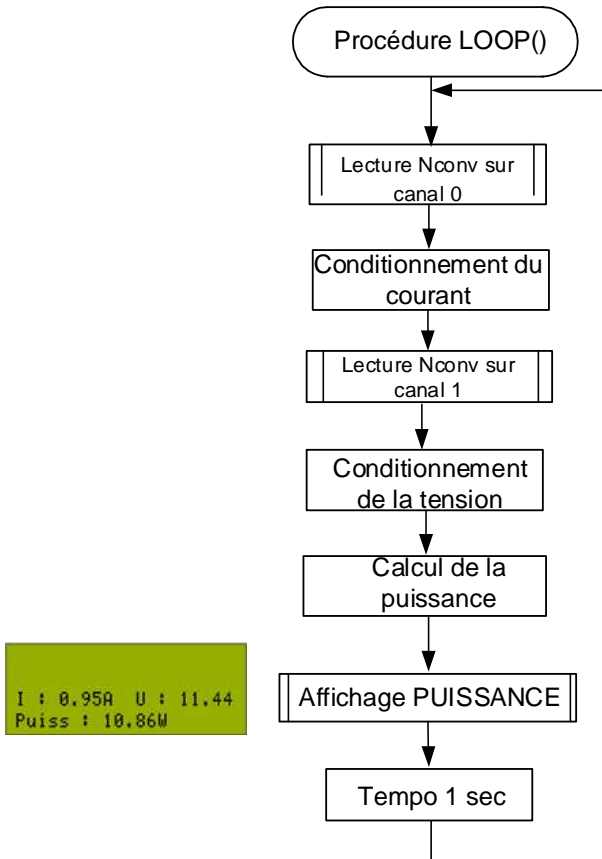 Procédure LOOP()
Lecture Nconv sur
canal 0
Conditionnement du
courant
Lecture Nconv sur
canal 1
Conditionnement
de la tension
Calcul de la
puissance
I : 0.95A U : 11.44
Puiss : 10.86W
Affichage PUISSANCE
Tempo 1 sec